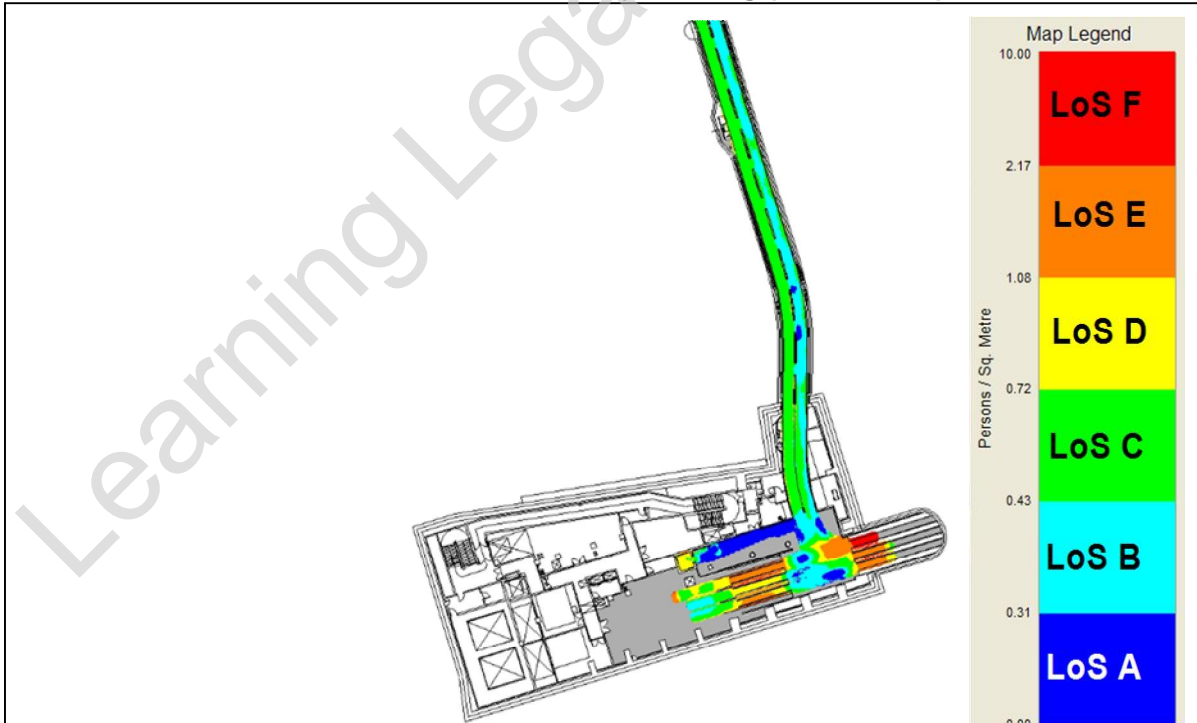 Learning Lega
Map Legend
10.00
LoS F
2.17
LoS E
1.08
LoS D
0.72
LoS C
0.43
LoS B
0.31
LoS A
Persons / Sq. Metre